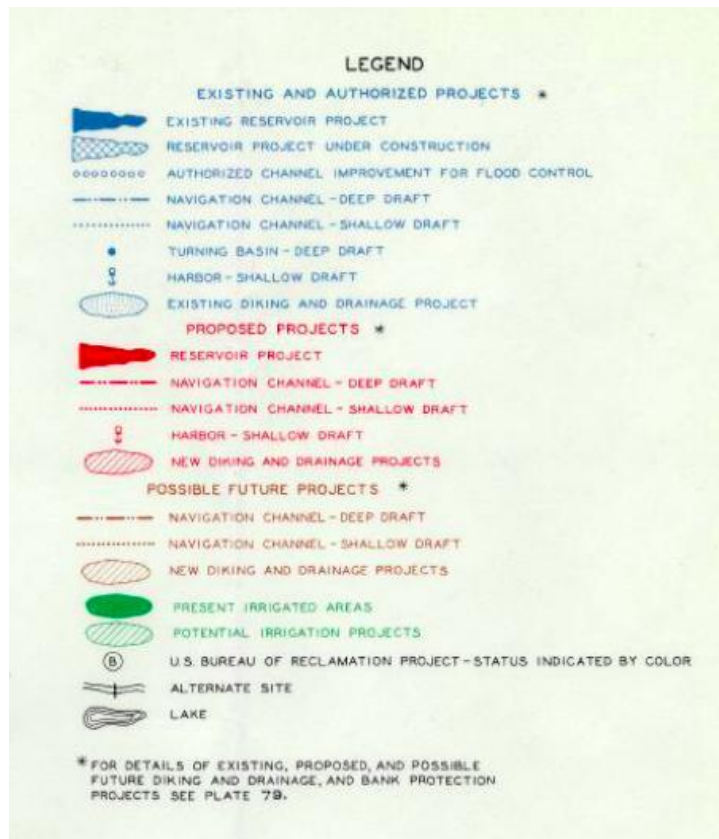 LEGEND
EXISTING AND AUTHORIZED PROJECTS *
EXISTING RESERVOIR PROJECT
RESERVOIR PROJECT UNDER CONSTRUCTION
AUTHORIZED CHANNEL IMPROVEMENT FOR FLOOD CONTROL
NAVIGATION CHANNEL - DEEP DRAFT
NAVIGATION CHANNEL - SHALLOW DRAFT
TURNING BASIN - DEEP DRAFT
HARBOR - SHALLOW DRAFT
EXISTING DIKING AND DRAINAGE PROJECT
PROPOSED PROJECTS *
RESERVOIR PROJECT
NAVIGATION CHANNEL - DEEP DRAFT
NAVIGATION CHANNEL - SHALLOW DRAFT
HARBOR - SHALLOW DRAFT
NEW DIKING AND DRAINAGE PROJECTS
POSSIBLE FUTURE PROJECTS *
NAVIGATION CHANNEL - DEEP DRAFT
NAVIGATION CHANNEL - SHALLOW DRAFT
NEW DIKING AND DRAINAGE PROJECTS
PRESENT IRRIGATED AREAS
POTENTIAL IRRIGATION PROJECTS
B U.S. BUREAU OF RECLAMATION PROJECT - STATUS INDICATED BY COLOR
ALTERNATE SITE
LAKE
* FOR DETAILS OF EXISTING, PROPOSED, AND POSSIBLE
FUTURE DIKING AND DRAINAGE, AND BANK PROTECTION
PROJECTS SEE PLATE 79.